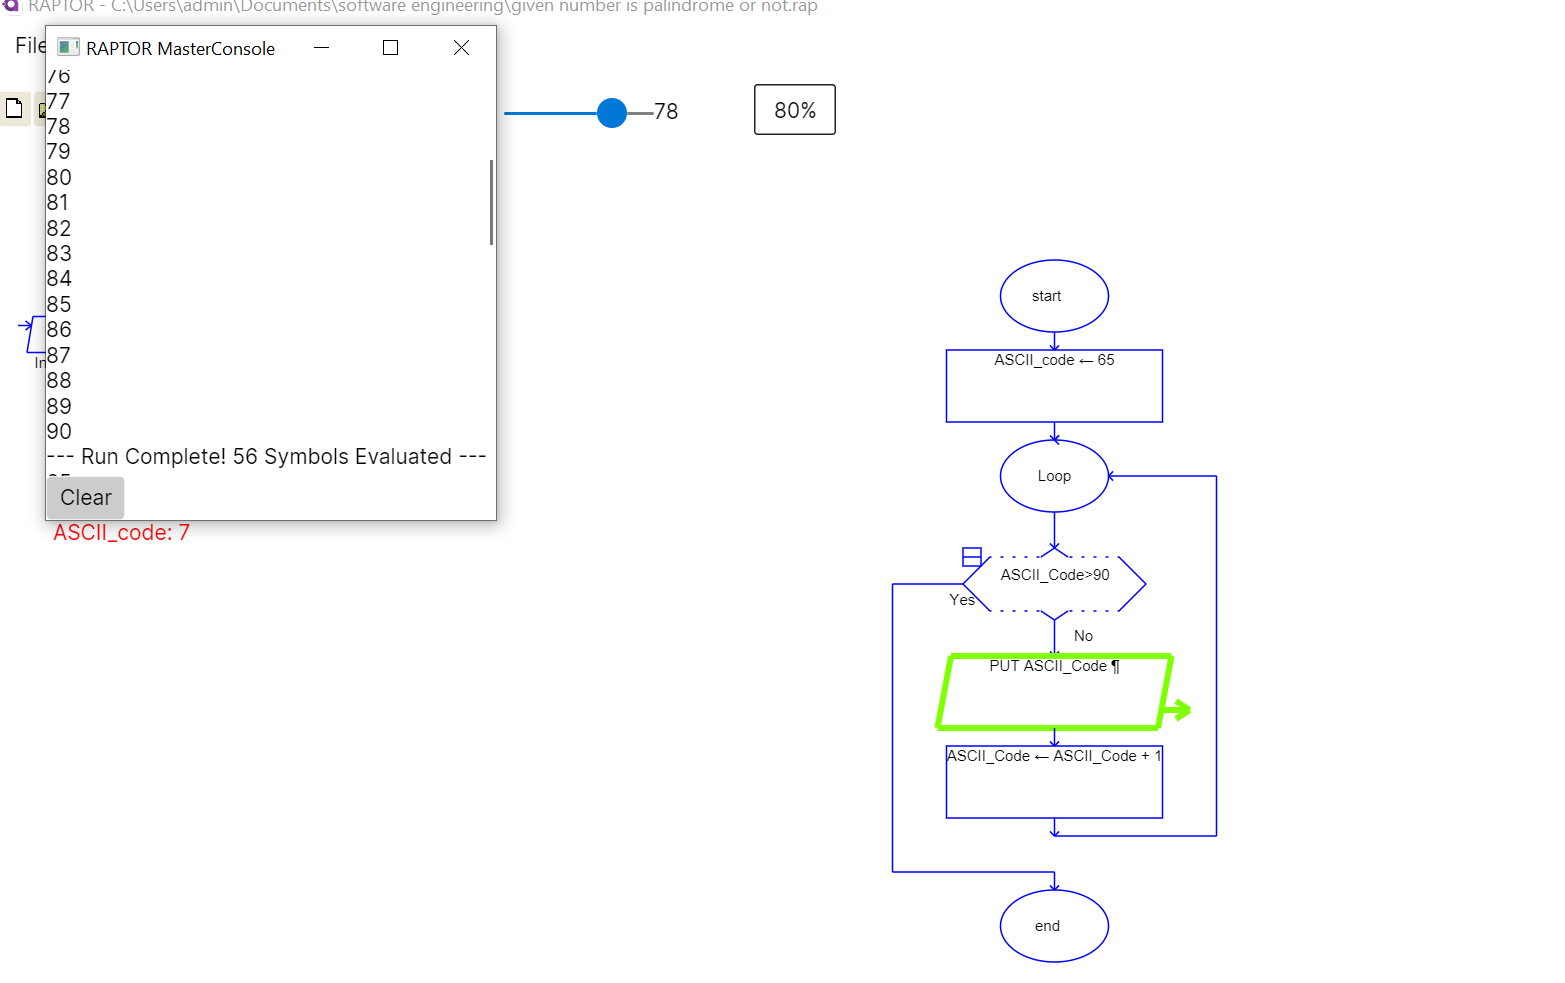 RAPTOR - C:\Users\admin\Documents\software engineering\given number is palindrome or not.rap
File
RAPTOR MasterConsole
76
77
78
79
80
81
82
83
84
85
86
87
88
89
90
--- Run Complete! 56 Symbols Evaluated ---
Clear
78
80%
In
ASCII_code: 7
start
ASCII_code ← 65
Loop
ASCII_Code>90
Yes
No
PUT ASCII_Code ¶
ASCII_Code ← ASCII_Code + 1
end